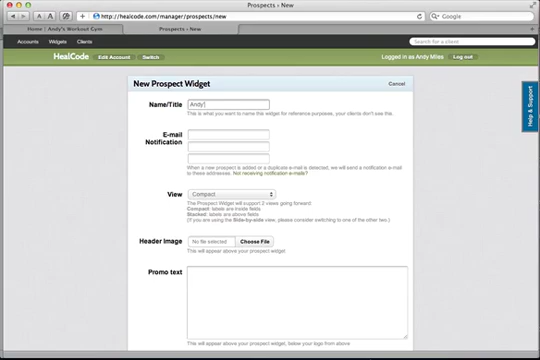 Prospects › New
http://healcode.com/manager/prospects/new
Google
Home | Andy's Workout Gym
Prospects › New
Accounts Widgets Clients
Search for a client
HealCode Edit Account Switch
Logged in as Andy Miles Log out
Help & Support
New Prospect Widget
Cancel
Name/Title Andy'
This is what you want to name this widget for reference purposes, your clients don't see this.
E-mail
Notification
When a new prospect is added or a duplicate e-mail is detected, we will send a notification e-mail
to these addresses. Not receiving notification e-mails?
View Compact
The Prospect Widget will support 2 views going forward:
Compact: labels are inside fields
Stacked: labels are above fields
(If you are using the Side-by-side view, please consider switching to one of the other two.)
Header Image No file selected Choose File
This will appear above your prospect widget
Promo text
This will appear above your prospect widget, below your logo from above